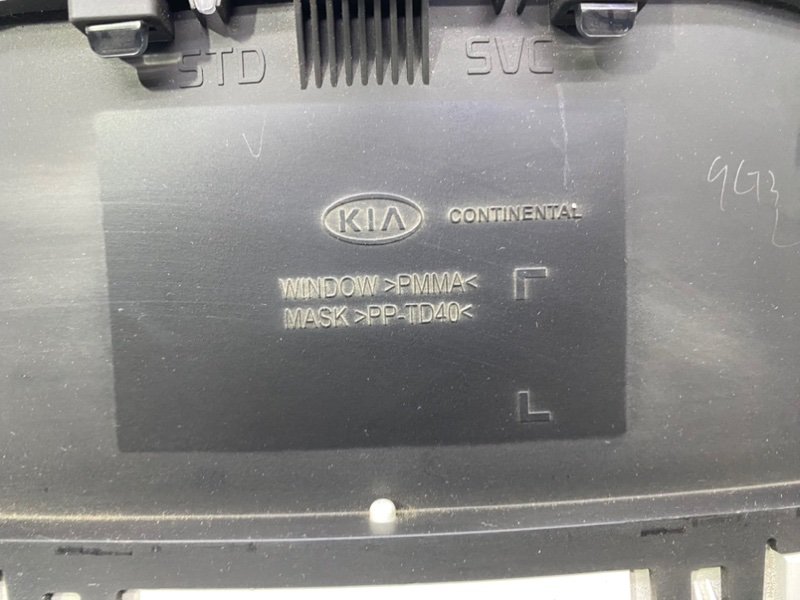 STD SVC
KIA CONTINENTAL
WINDOW >PMMA<
MASK >PP-TD40<